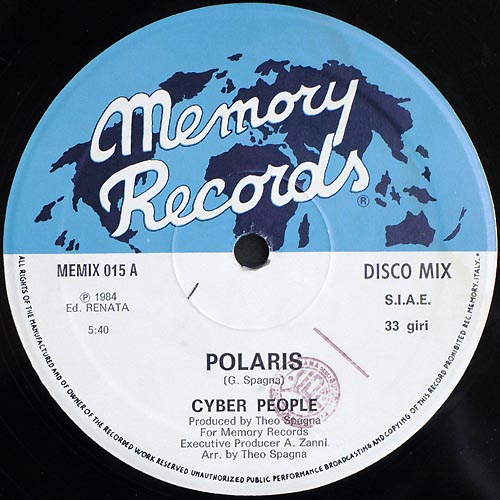 Memory
Records
®
MEMIX 015 A
DISCO MIX
℗ 1984
Ed. RENATA
S.I.A.E.
5:40
33 giri
POLARIS
(G. Spagna)
CYBER PEOPLE
Produced by Theo Spagna
For Memory Records
Executive Producer A. Zanni
Arr. by Theo Spagna
ALL RIGHTS OF THE MANUFACTURED AND OF OWNER OF THE RECORDED WORK RESERVED UNAUTHORIZED PUBLIC PERFORMANCE BROADCASTING AND COPYING OF THIS RECORD PROHIBITED REC. MEMORY. ITALY.